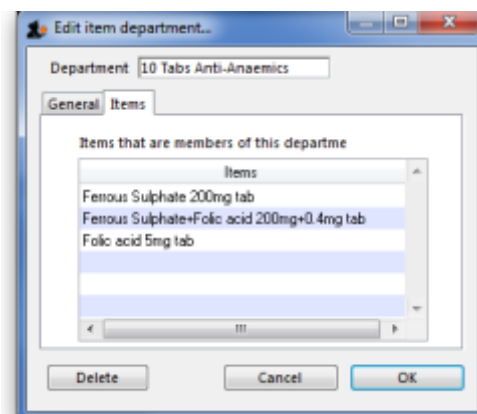 Edit item department...
Department 10 Tabs Anti-Anaemics
General Items
Items that are members of this departme
Items
Ferrous Sulphate 200mg tab
Ferrous Sulphate+Folic acid 200mg+0.4mg tab
Folic acid 5mg tab
Delete Cancel OK